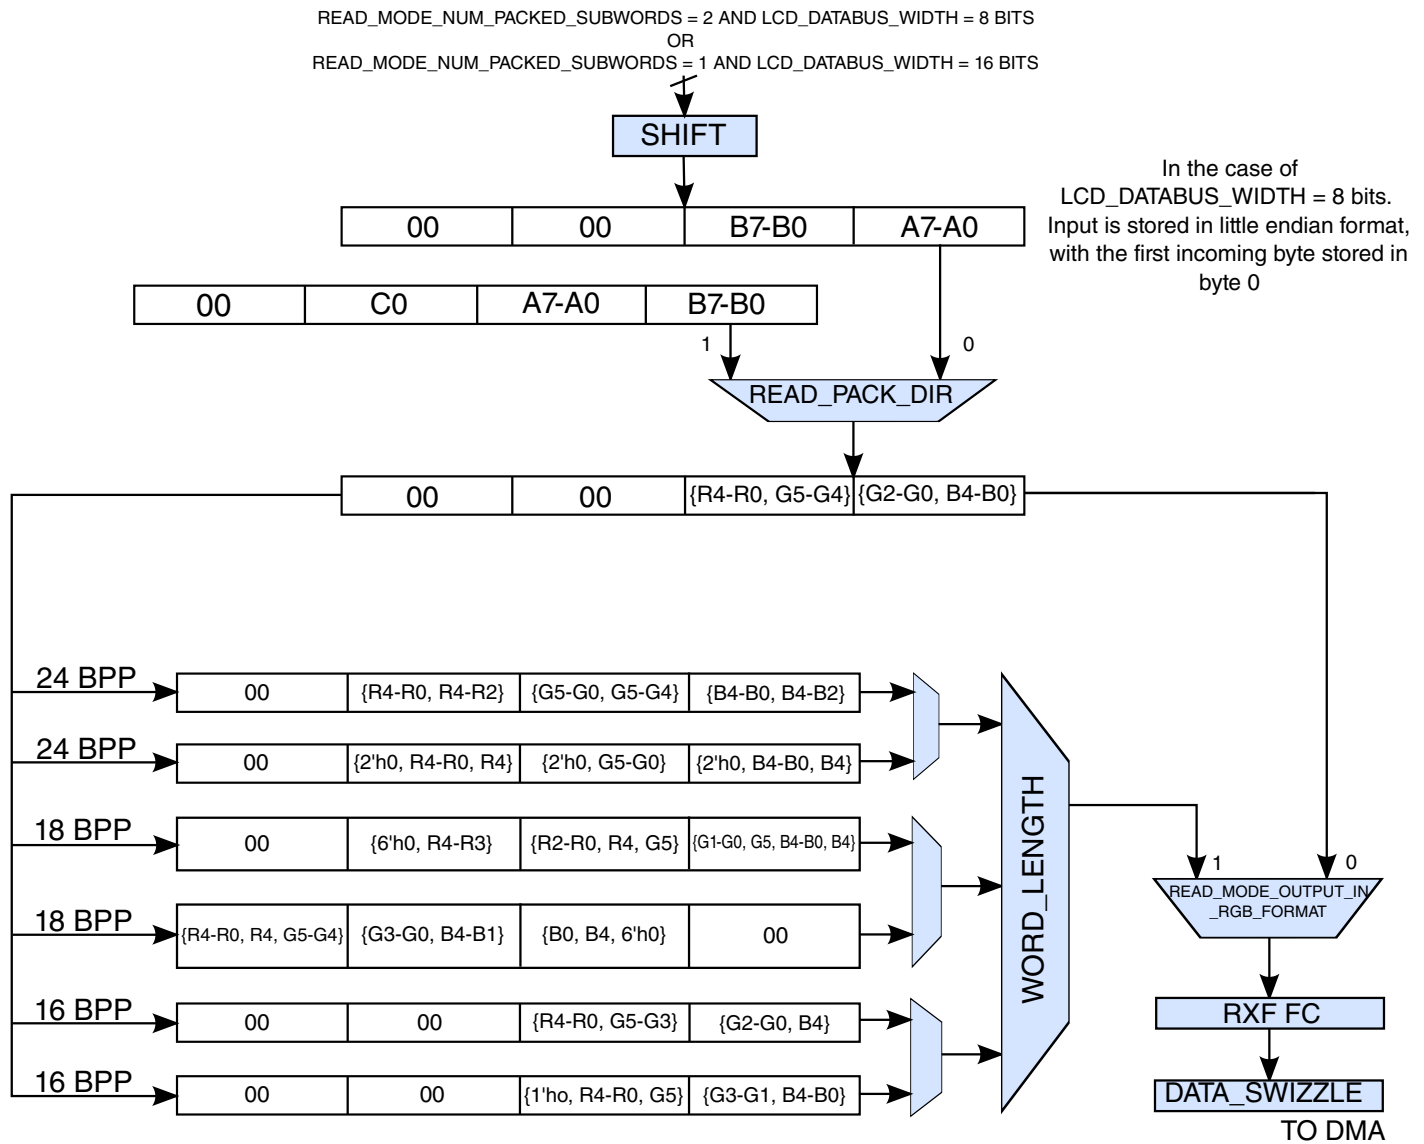 READ_MODE_NUM_PACKED_SUBWORDS = 2 AND LCD_DATABUS_WIDTH = 8 BITS
OR
READ_MODE_NUM_PACKED_SUBWORDS = 1 AND LCD_DATABUS_WIDTH = 16 BITS
SHIFT
In the case of
LCD_DATABUS_WIDTH = 8 bits.
Input is stored in little endian format,
with the first incoming byte stored in
byte 0
00 00 B7-B0 A7-A0
00 C0 A7-A0 B7-B0
1 0
READ_PACK_DIR
00 00 {R4-R0, G5-G4} {G2-G0, B4-B0}
24 BPP 00 {R4-R0, R4-R2} {G5-G0, G5-G4} {B4-B0, B4-B2}
24 BPP 00 {2'h0, R4-R0, R4} {2'h0, G5-G0} {2'h0, B4-B0, B4}
18 BPP 00 {6'h0, R4-R3} {R2-R0, R4, G5} {G1-G0, G5, B4-B0, B4}
18 BPP {R4-R0, R4, G5-G4} {G3-G0, B4-B1} {B0, B4, 6'h0} 00
16 BPP 00 00 {R4-R0, G5-G3} {G2-G0, B4}
16 BPP 00 00 {1'ho, R4-R0, G5} {G3-G1, B4-B0}
WORD_LENGTH
1 0
READ_MODE_OUTPUT_IN
_RGB_FORMAT
RXF FC
DATA_SWIZZLE
TO DMA